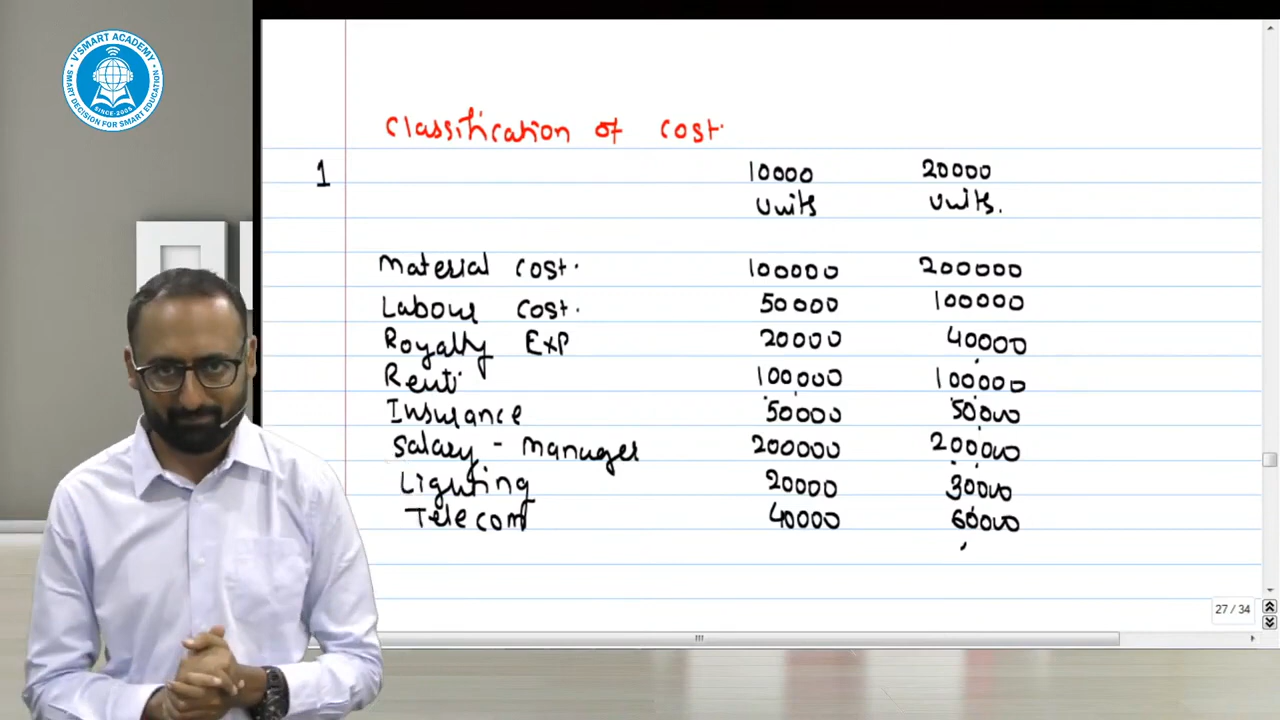 V'SMART ACADEMY
SMART DECISION FOR SMART EDUCATION
SINCE-2005
Classification of cost.
1 10000 20000
Units Units.
Material cost. 100000 200000
Labour cost. 50000 100000
Royalty Exp 20000 40000
Rent 100000 100000
Insurance 50000 50000
Salary - Manager 200000 200000
Lighting 20000 30000
Telecom 40000 60000
27 / 34